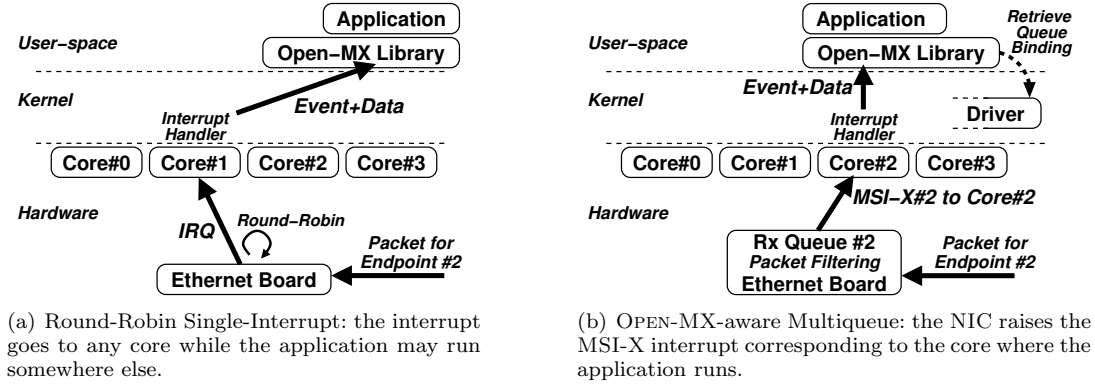 Application
User-space
Open-MX Library
Kernel
Event+Data
Interrupt
Handler
Core#0 Core#1 Core#2 Core#3
Hardware
IRQ
Round-Robin
Packet for
Endpoint #2
Ethernet Board
(a) Round-Robin Single-Interrupt: the interrupt
goes to any core while the application may run
somewhere else.
Application
Retrieve
Queue
Binding
User-space
Open-MX Library
Kernel
Event+Data
Driver
Interrupt
Handler
Core#0 Core#1 Core#2 Core#3
MSI-X#2 to Core#2
Hardware
Rx Queue #2
Packet Filtering
Ethernet Board
Packet for
Endpoint #2
(b) OPEN-MX-aware Multiqueue: the NIC raises the
MSI-X interrupt corresponding to the core where the
application runs.